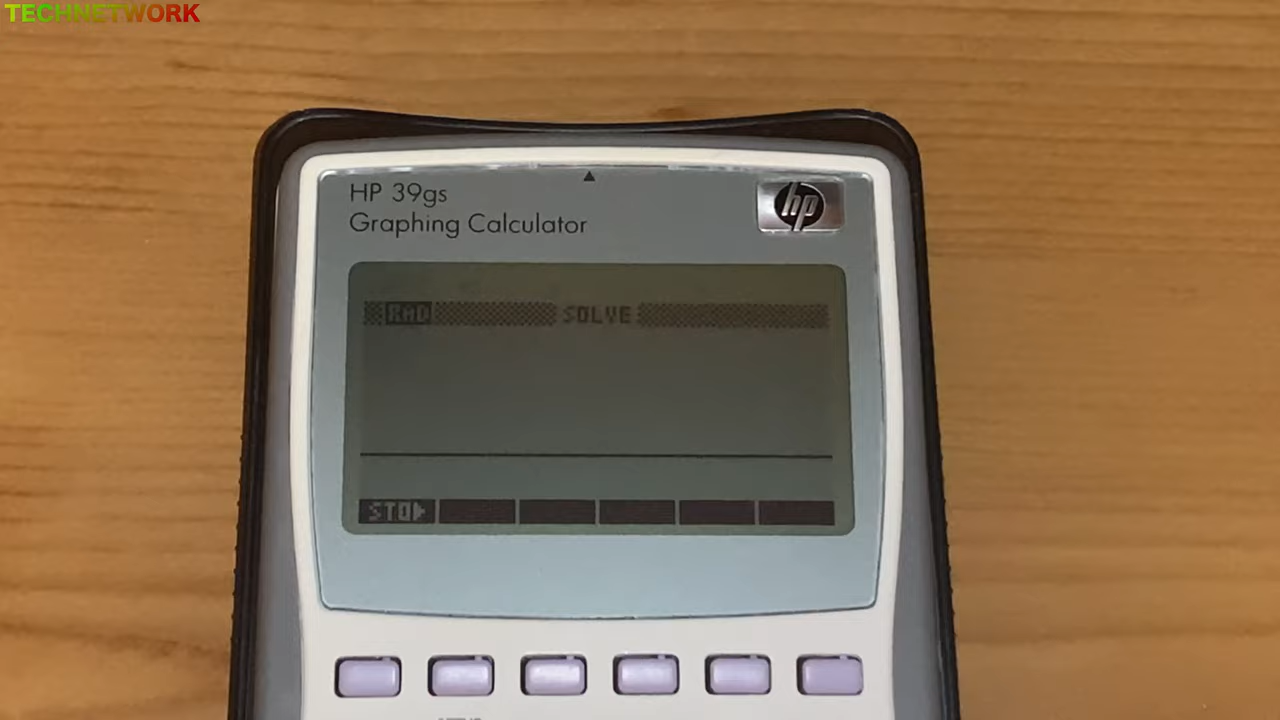 TECHNETWORK
HP 39gs
Graphing Calculator
hp
RAD
SOLVE
STO▶